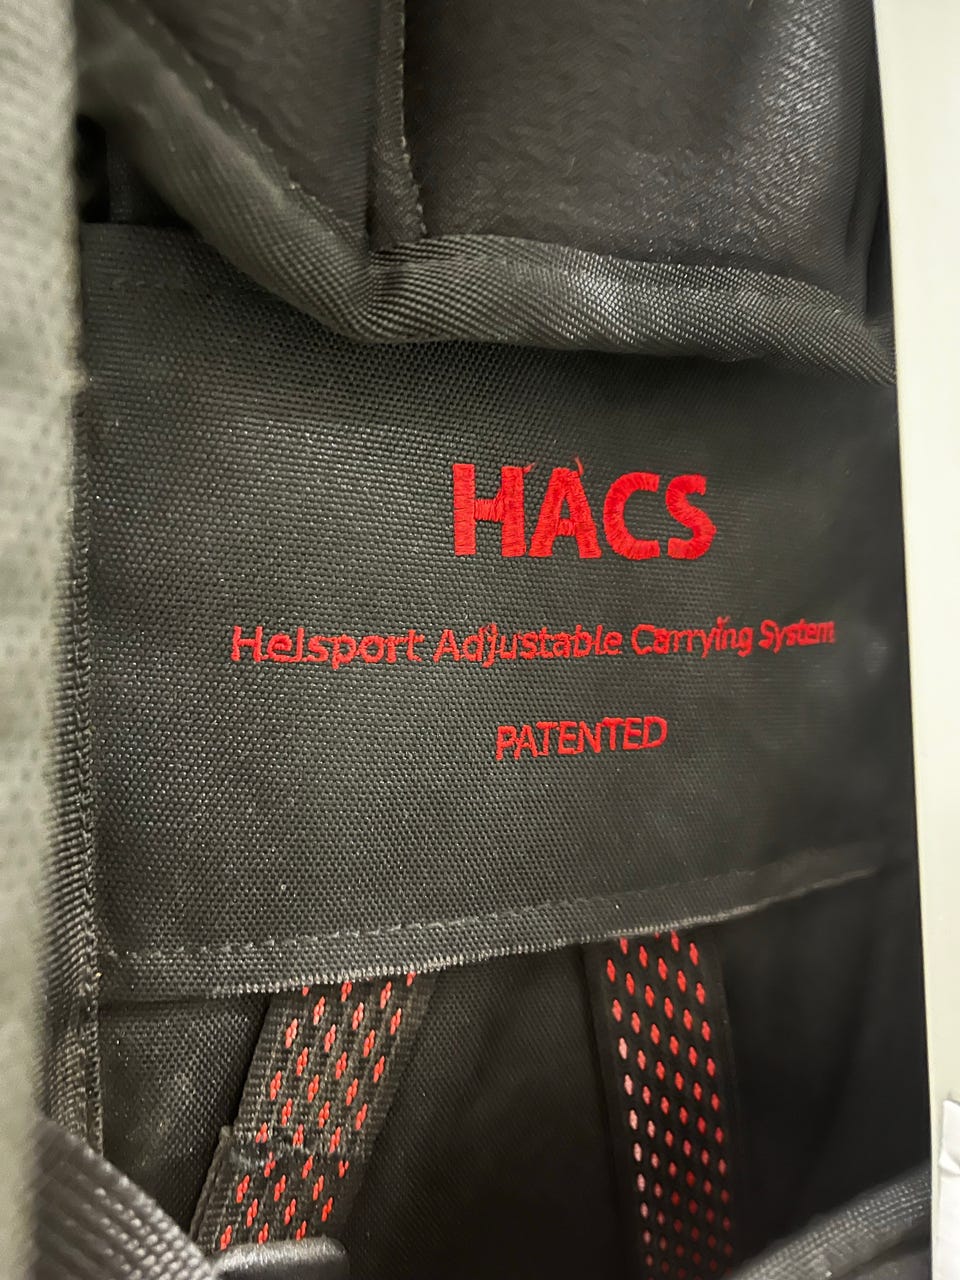 HACS
Helsport Adjustable Carrying System
PATENTED